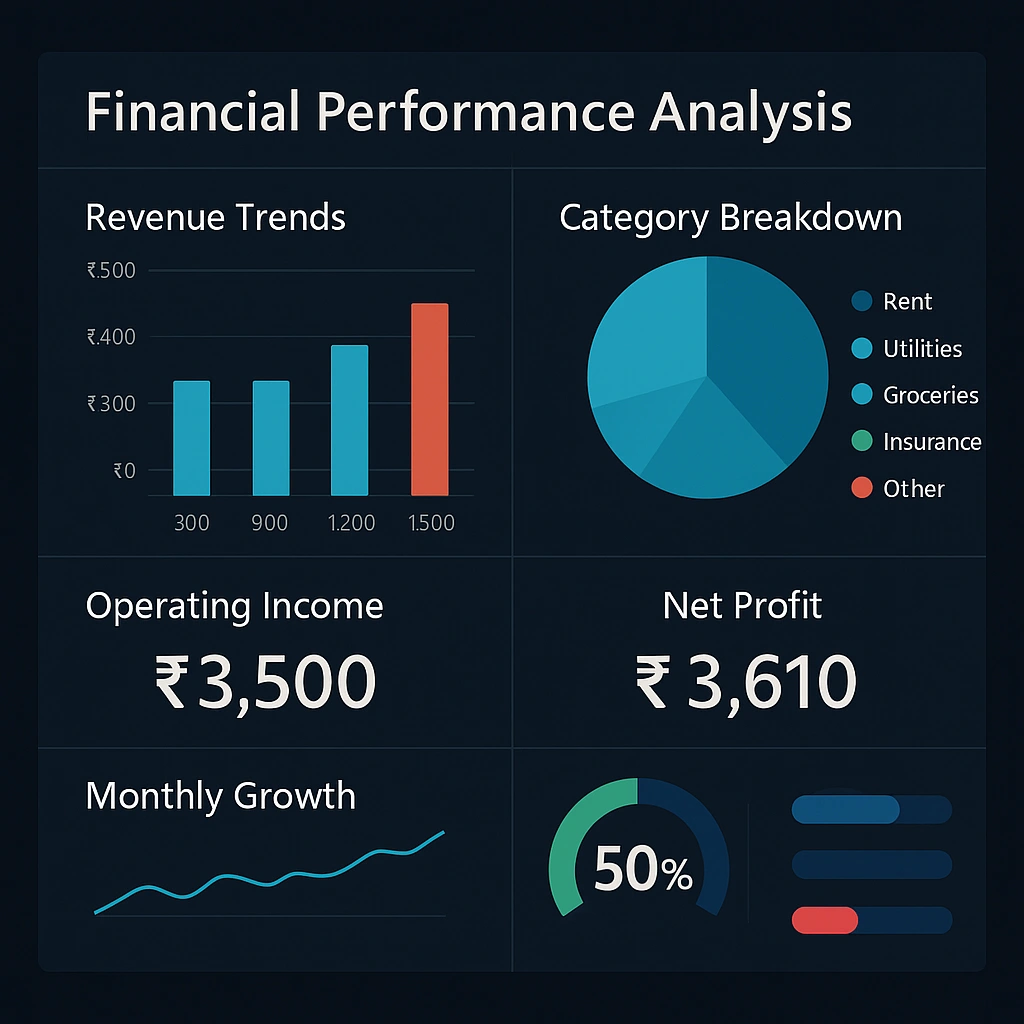 Financial Performance Analysis
Revenue Trends
₹.500
₹.400
₹300
₹0
300 900 1.200 1.500
Category Breakdown
Rent
Utilities
Groceries
Insurance
Other
Operating Income
₹3,500
Net Profit
₹ 3,610
Monthly Growth
50%